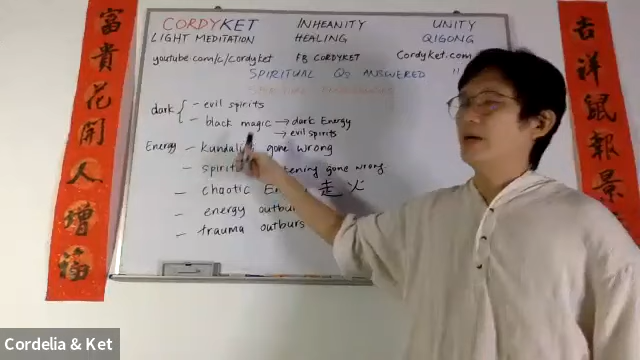 富貴花開人增福
CORDYKET INHEANITY UNITY
LIGHT MEDITATION HEALING QIGONG
youtube.com/c/cordyket FB CORDYKET Cordyket.com
SPIRITUAL Qs ANSWERED !!
dark { - evil spirits
- black magic → dark Energy
→ evil spirits
Energy - kundali gone wrong
- spirit ening gone wrong
- chaotic En 走火
- energy outbu
- trauma outburs
吉祥鼠報景
Cordelia & Ket